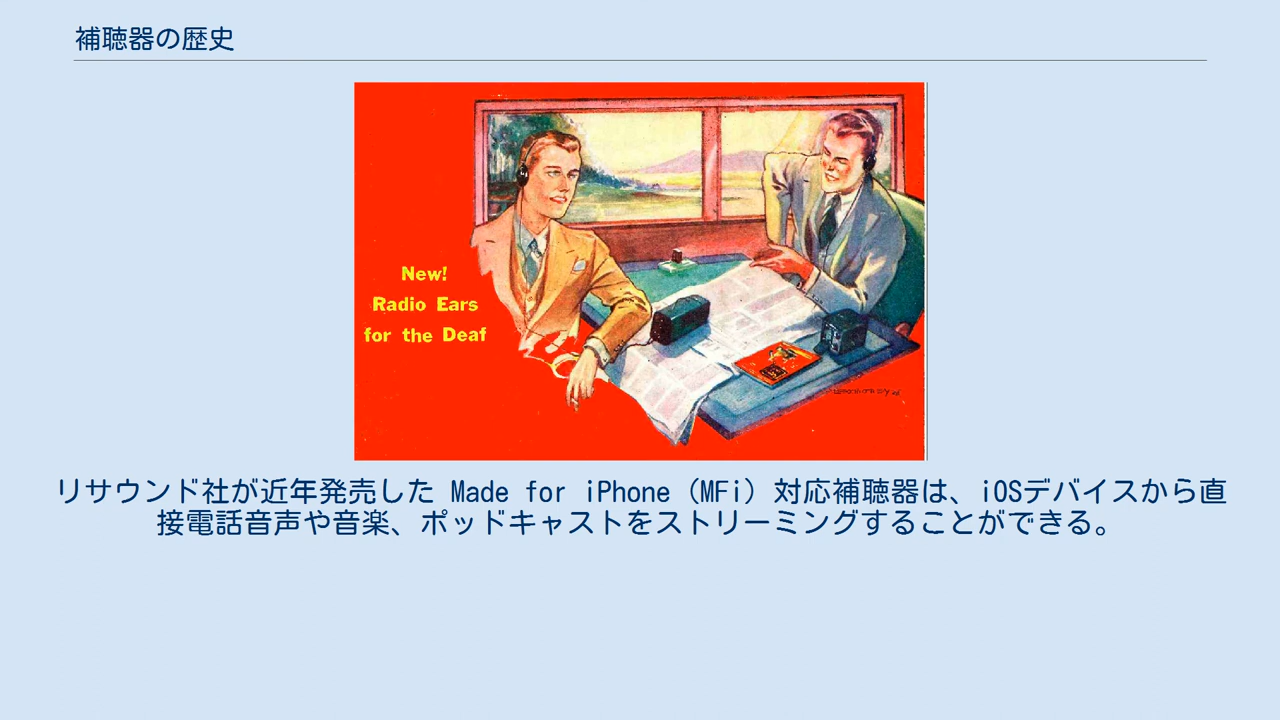 補聴器の歴史
New!
Radio Ears
for the Deaf
リサウンド社が近年発売した Made for iPhone（MFi）対応補聴器は、iOSデバイスから直
接電話音声や音楽、ポッドキャストをストリーミングすることができる。